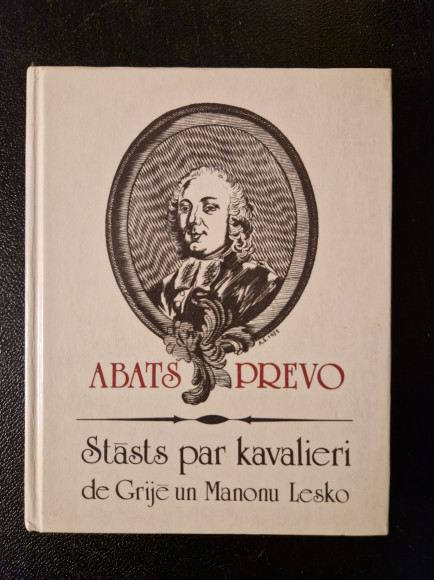 ABATS PREVO
Stāsts par kavalieri
de Grijē un Manonu Lesko